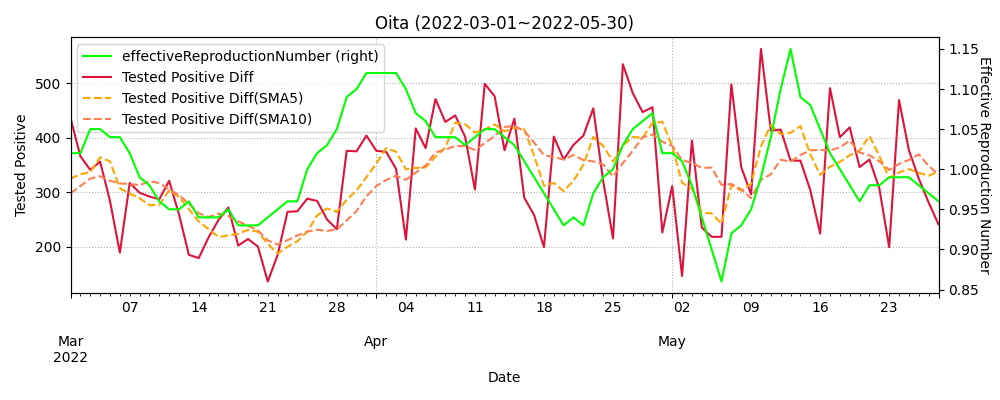 Oita (2022-03-01~2022-05-30)
effectiveReproductionNumber (right)
Tested Positive Diff
Tested Positive Diff(SMA5)
Tested Positive Diff(SMA10)
Tested Positive
500
400
300
200
1.15
1.10
1.05
1.00
0.95
0.90
0.85
Effective Reproduction Number
07 14 21 28 04 11 18 25 02 09 16 23
Mar Apr May
2022
Date